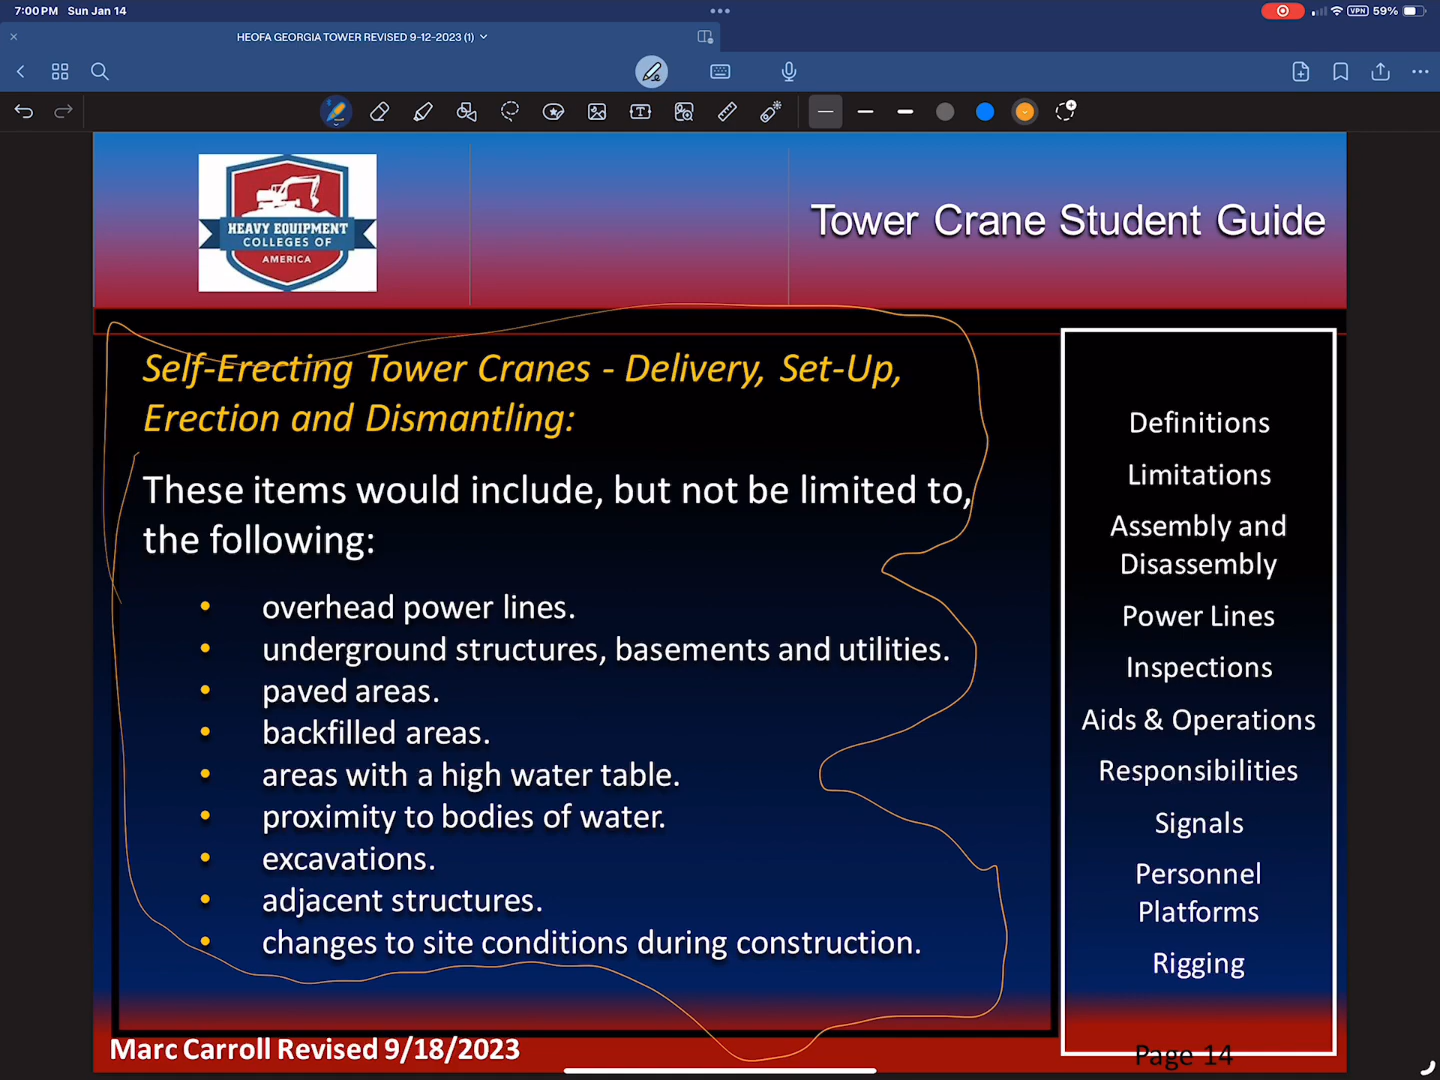 7:00 PM Sun Jan 14
VPN 59%
HEOFA GEORGIA TOWER REVISED 9-12-2023 (1)
HEAVY EQUIPMENT
COLLEGES OF
AMERICA
Tower Crane Student Guide
Self-Erecting Tower Cranes - Delivery, Set-Up,
Erection and Dismantling:
These items would include, but not be limited to,
the following:
• overhead power lines.
• underground structures, basements and utilities.
• paved areas.
• backfilled areas.
• areas with a high water table.
• proximity to bodies of water.
• excavations.
• adjacent structures.
• changes to site conditions during construction.
Definitions
Limitations
Assembly and
Disassembly
Power Lines
Inspections
Aids & Operations
Responsibilities
Signals
Personnel
Platforms
Rigging
Marc Carroll Revised 9/18/2023
Page 14